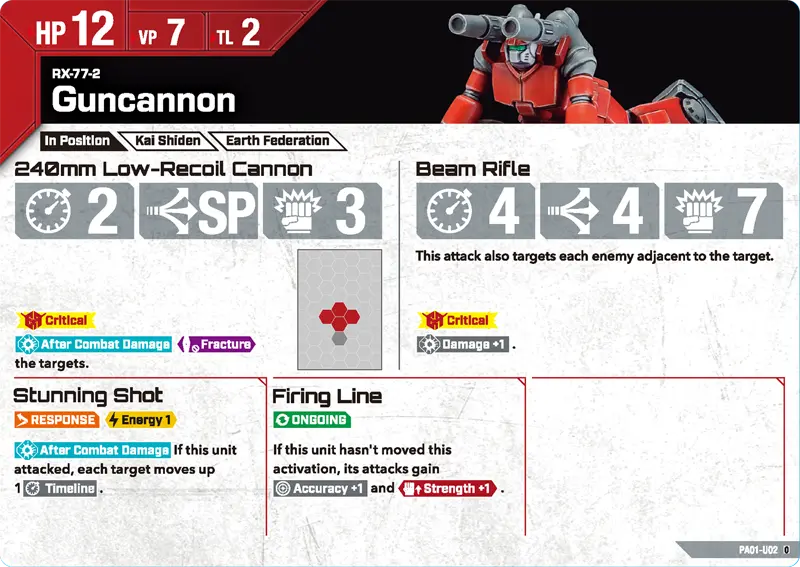 HP 12 VP 7 TL 2
RX-77-2
Guncannon
In Position Kai Shiden Earth Federation
240mm Low-Recoil Cannon
2 SP 3
Critical
After Combat Damage Fracture
the targets.
Beam Rifle
4 4 7
This attack also targets each enemy adjacent to the target.
Critical
Damage +1 .
Stunning Shot
RESPONSE Energy 1
After Combat Damage If this unit
attacked, each target moves up
1 Timeline .
Firing Line
ONGOING
If this unit hasn't moved this
activation, its attacks gain
Accuracy +1 and Strength +1 .
PA01-U02 0